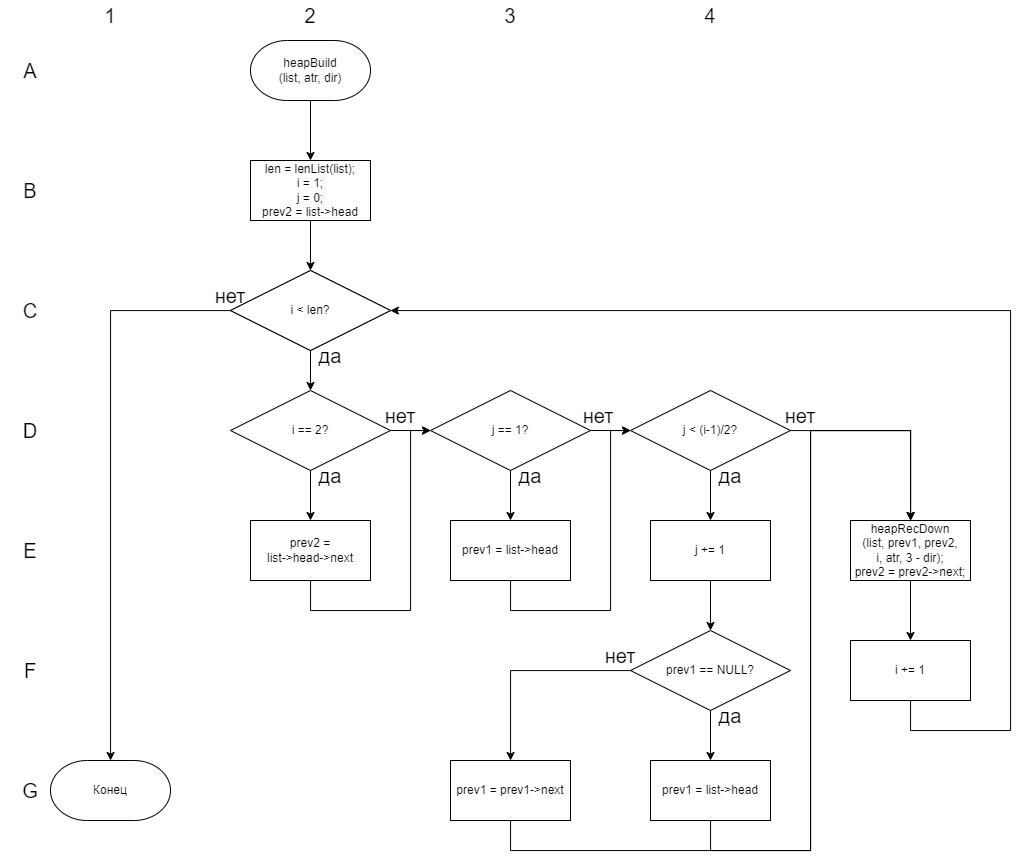 1 2 3 4
A
heapBuild
(list, atr, dir)
B
len = lenList(list);
i = 1;
j = 0;
prev2 = list->head
C
нет
i < len?
да
D
i == 2?
нет
j == 1?
нет
j < (i-1)/2?
нет
да
да
да
E
prev2 =
list->head->next
prev1 = list->head
j += 1
heapRecDown
(list, prev1, prev2,
i, atr, 3 - dir);
prev2 = prev2->next;
F
нет
prev1 == NULL?
да
i += 1
G
Конец
prev1 = prev1->next
prev1 = list->head